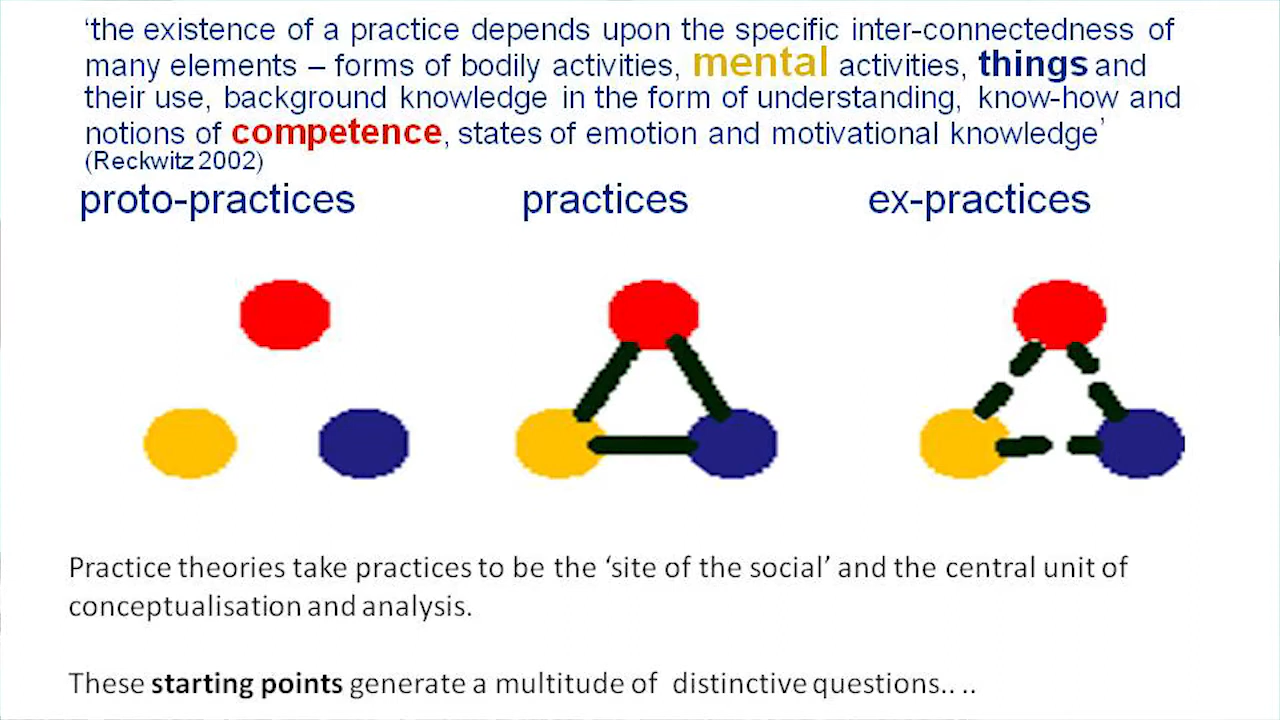 ‘the existence of a practice depends upon the specific inter-connectedness of
many elements – forms of bodily activities, mental activities, things and
their use, background knowledge in the form of understanding, know-how and
notions of competence, states of emotion and motivational knowledge’
(Reckwitz 2002)
proto-practices practices ex-practices
Practice theories take practices to be the ‘site of the social’ and the central unit of
conceptualisation and analysis.
These starting points generate a multitude of distinctive questions.. ..